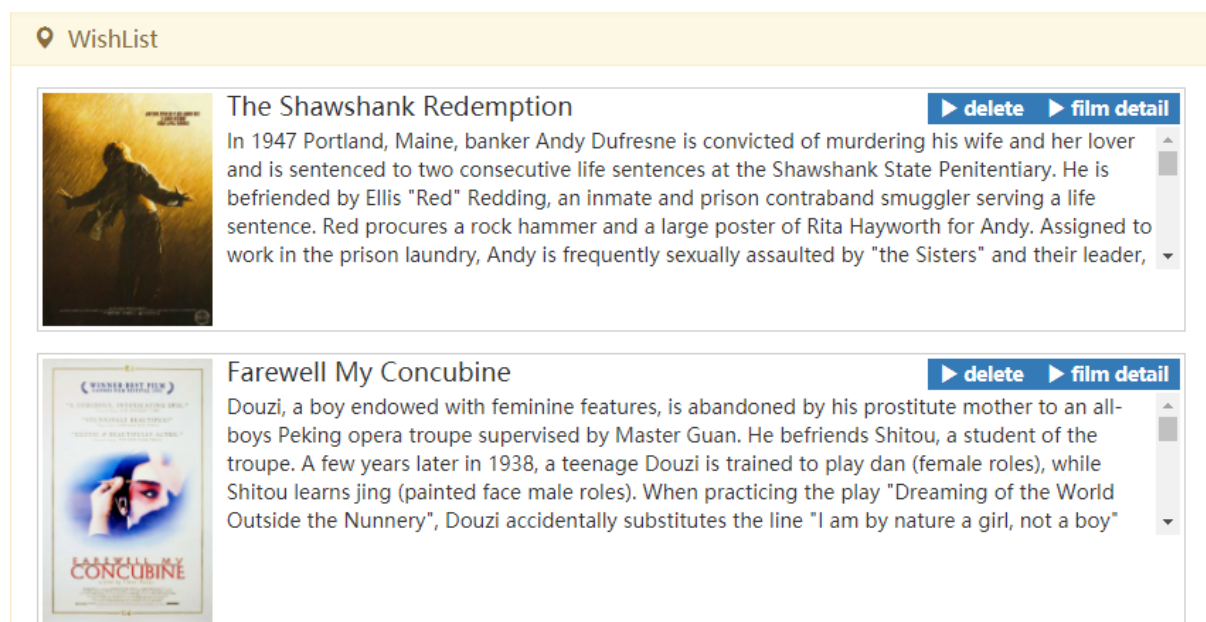 WishList
The Shawshank Redemption
delete
film detail
In 1947 Portland, Maine, banker Andy Dufresne is convicted of murdering his wife and her lover
and is sentenced to two consecutive life sentences at the Shawshank State Penitentiary. He is
befriended by Ellis "Red" Redding, an inmate and prison contraband smuggler serving a life
sentence. Red procures a rock hammer and a large poster of Rita Hayworth for Andy. Assigned to
work in the prison laundry, Andy is frequently sexually assaulted by "the Sisters" and their leader,
Farewell My Concubine
delete
film detail
Douzi, a boy endowed with feminine features, is abandoned by his prostitute mother to an all-
boys Peking opera troupe supervised by Master Guan. He befriends Shitou, a student of the
troupe. A few years later in 1938, a teenage Douzi is trained to play dan (female roles), while
Shitou learns jing (painted face male roles). When practicing the play "Dreaming of the World
Outside the Nunnery", Douzi accidentally substitutes the line "I am by nature a girl, not a boy"
WINNER BEST FILM
FAREWELL MY
CONCUBINE